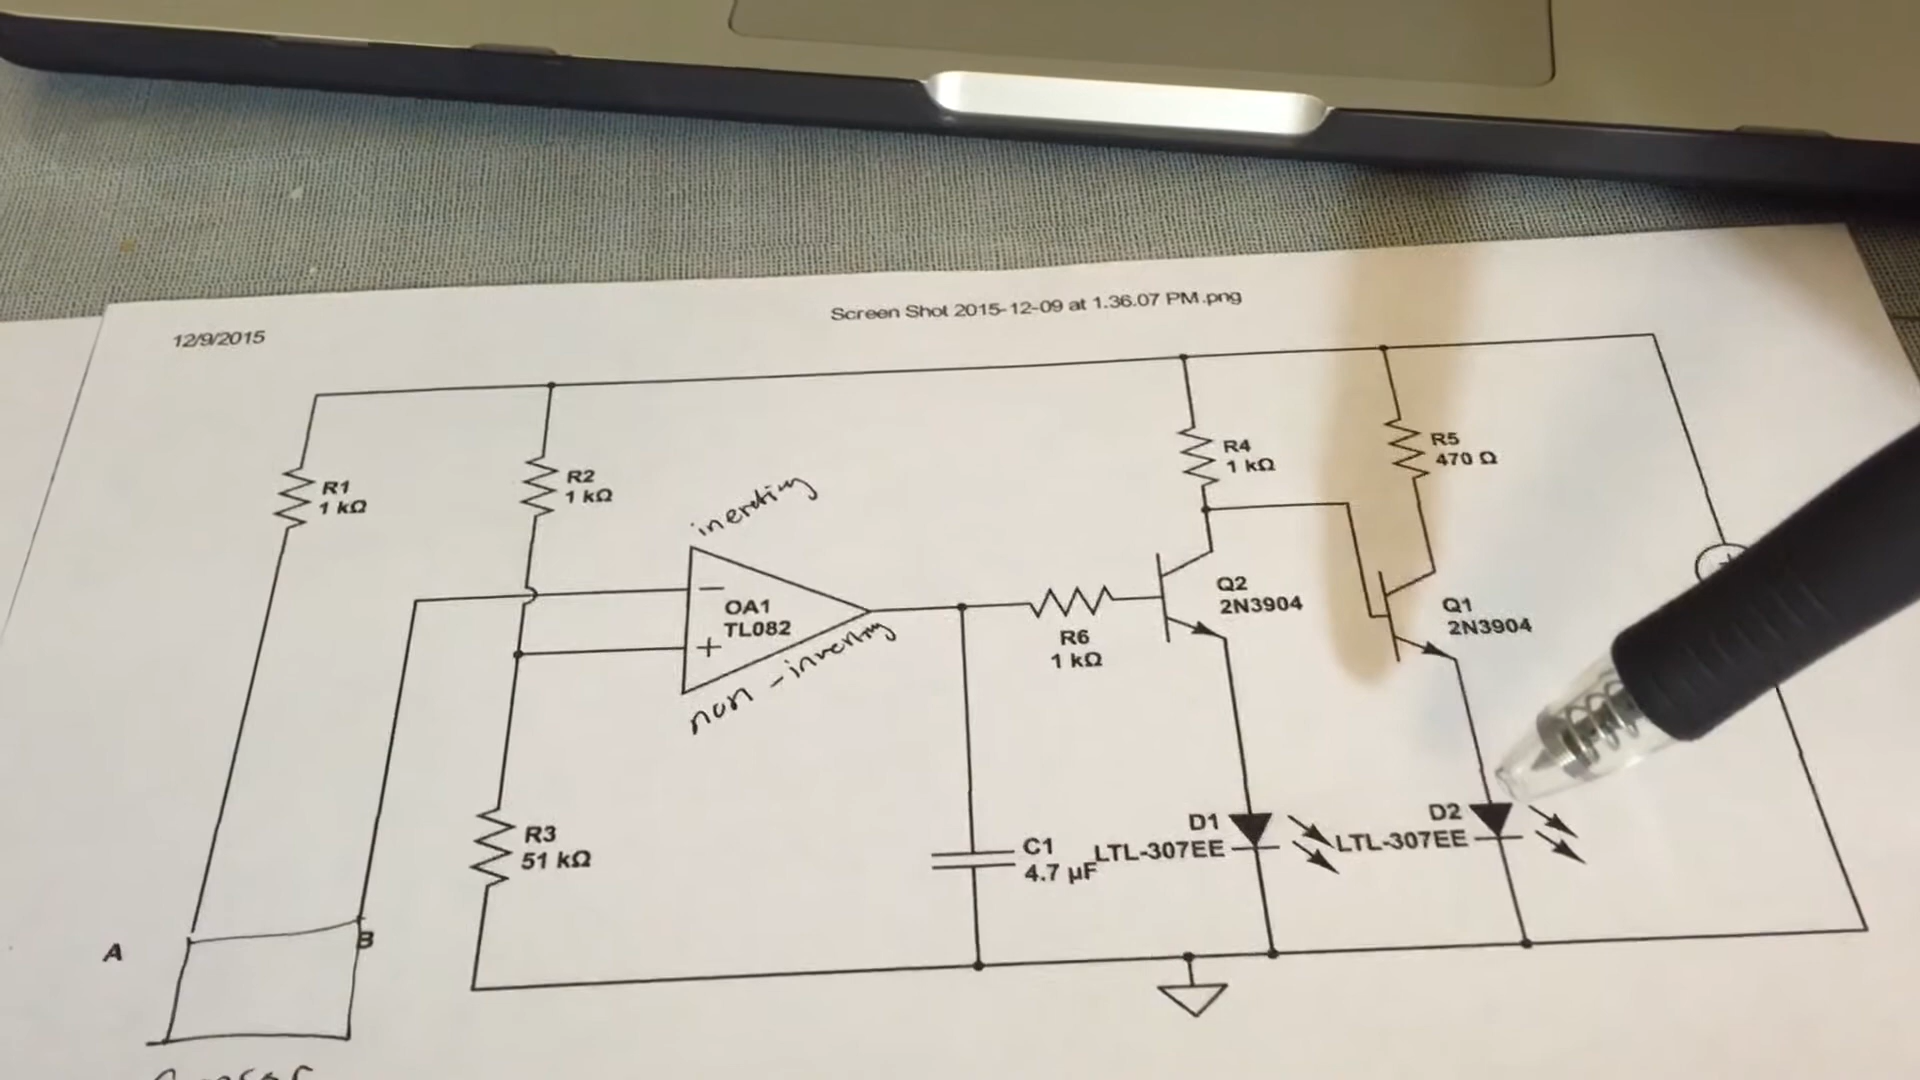 Screen Shot 2015-12-09 at 1.36.07 PM.png
12/9/2015
R4
1 kΩ
R5
470 Ω
R1
1 kΩ
R2
1 kΩ
inerting
−
OA1
TL082
+
non-inverting
R6
1 kΩ
Q2
2N3904
Q1
2N3904
R3
51 kΩ
C1
4.7 µF
D1
LTL-307EE
D2
LTL-307EE
A
B